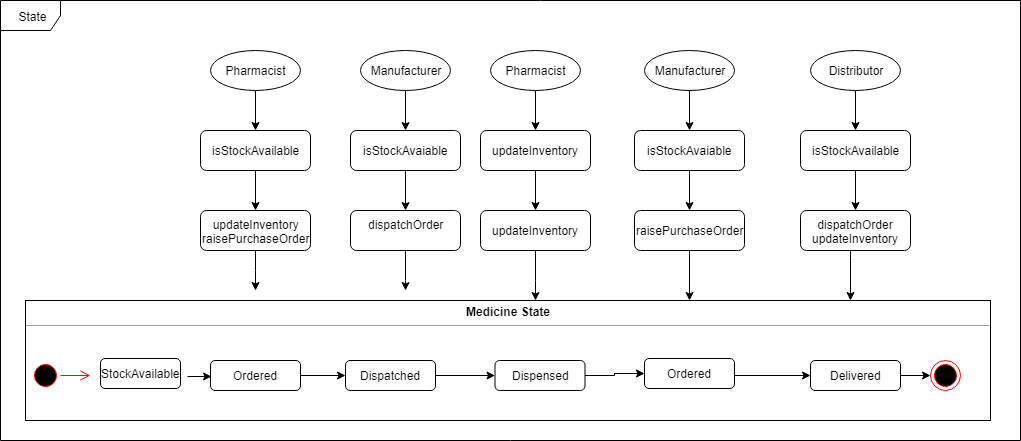 State
Pharmacist
Manufacturer
Pharmacist
Manufacturer
Distributor
isStockAvailable
isStockAvaiable
updateInventory
isStockAvaiable
isStockAvailable
updateInventory
raisePurchaseOrder
dispatchOrder
updateInventory
raisePurchaseOrder
dispatchOrder
updateInventory
Medicine State
StockAvailable
Ordered
Dispatched
Dispensed
Ordered
Delivered